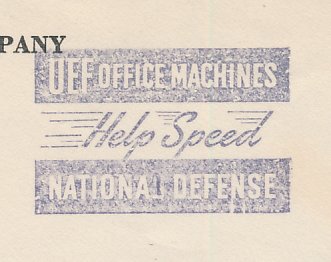 PANY
UEF OFFICE MACHINES
Help Speed
NATIONAL DEFENSE